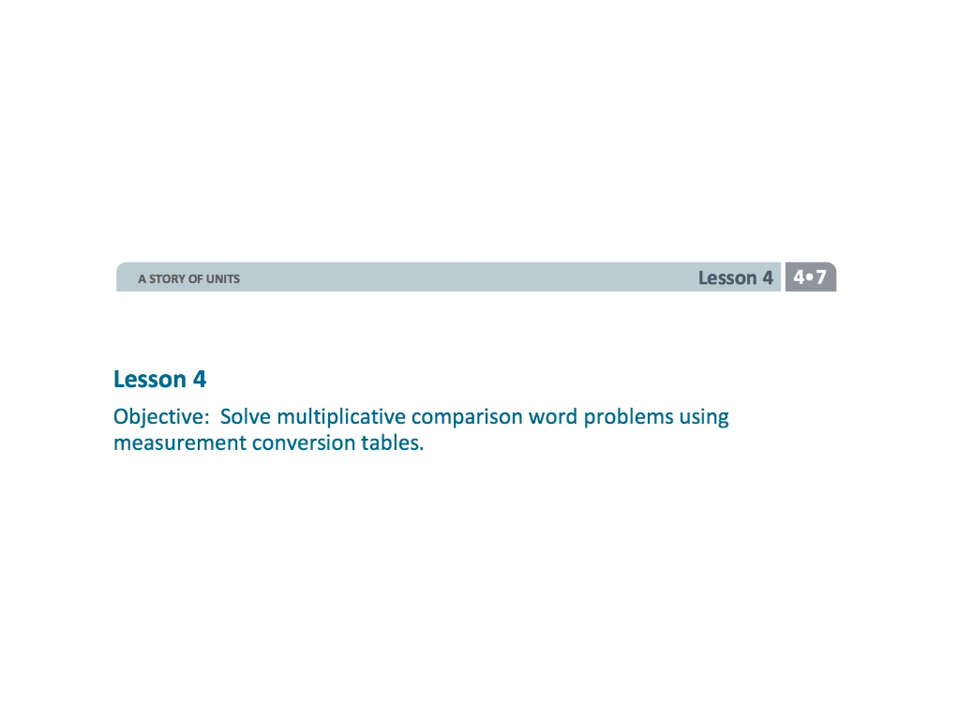 A STORY OF UNITS
Lesson 4
4•7
Lesson 4
Objective:  Solve multiplicative comparison word problems using
measurement conversion tables.